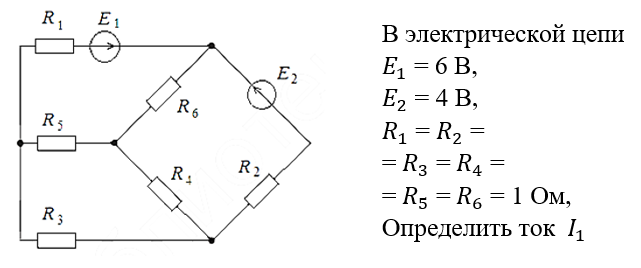 R₁ E₁
R₆ E₂
R₅
R₄ R₂
R₃
В электрической цепи
E₁ = 6 В,
E₂ = 4 В,
R₁ = R₂ =
= R₃ = R₄ =
= R₅ = R₆ = 1 Ом,
Определить ток I₁